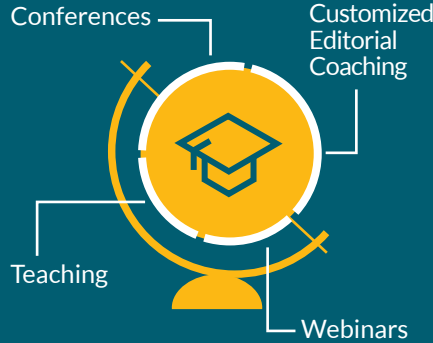 Conferences
Customized
Editorial
Coaching
Teaching
Webinars